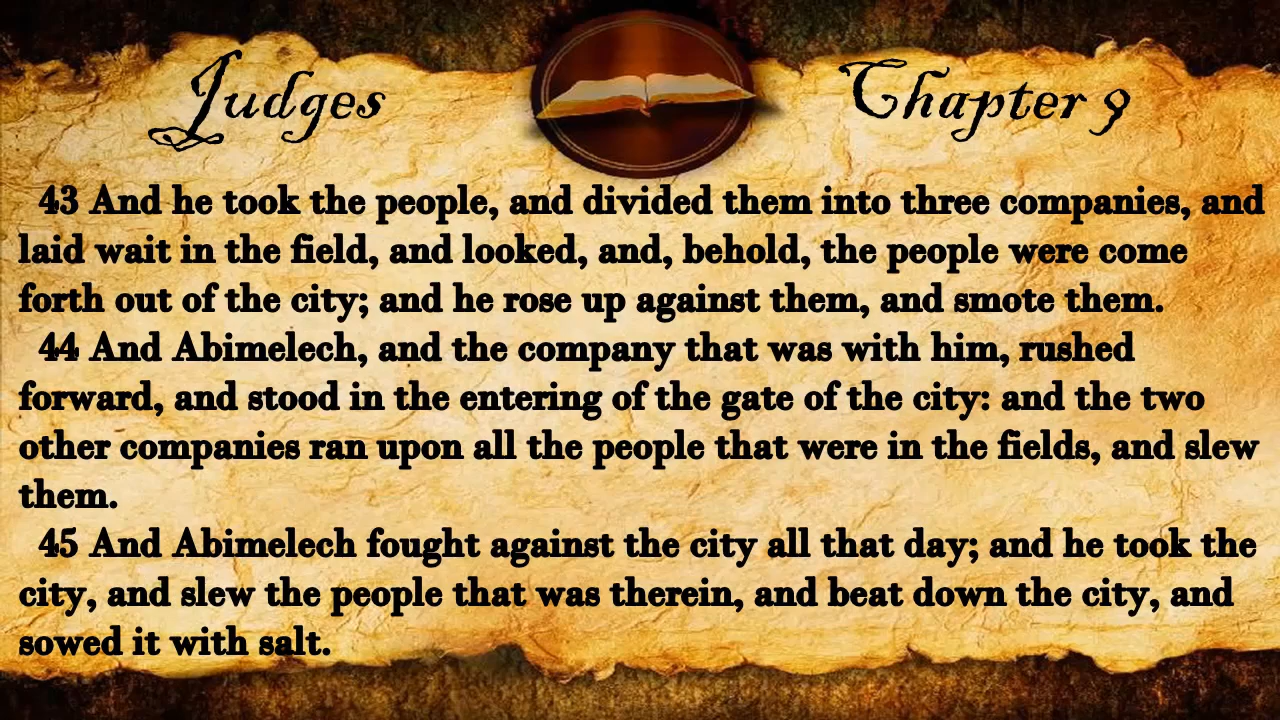 Judges
Chapter 9
43 And he took the people, and divided them into three companies, and
laid wait in the field, and looked, and, behold, the people were come
forth out of the city; and he rose up against them, and smote them.
44 And Abimelech, and the company that was with him, rushed
forward, and stood in the entering of the gate of the city: and the two
other companies ran upon all the people that were in the fields, and slew
them.
45 And Abimelech fought against the city all that day; and he took the
city, and slew the people that was therein, and beat down the city, and
sowed it with salt.